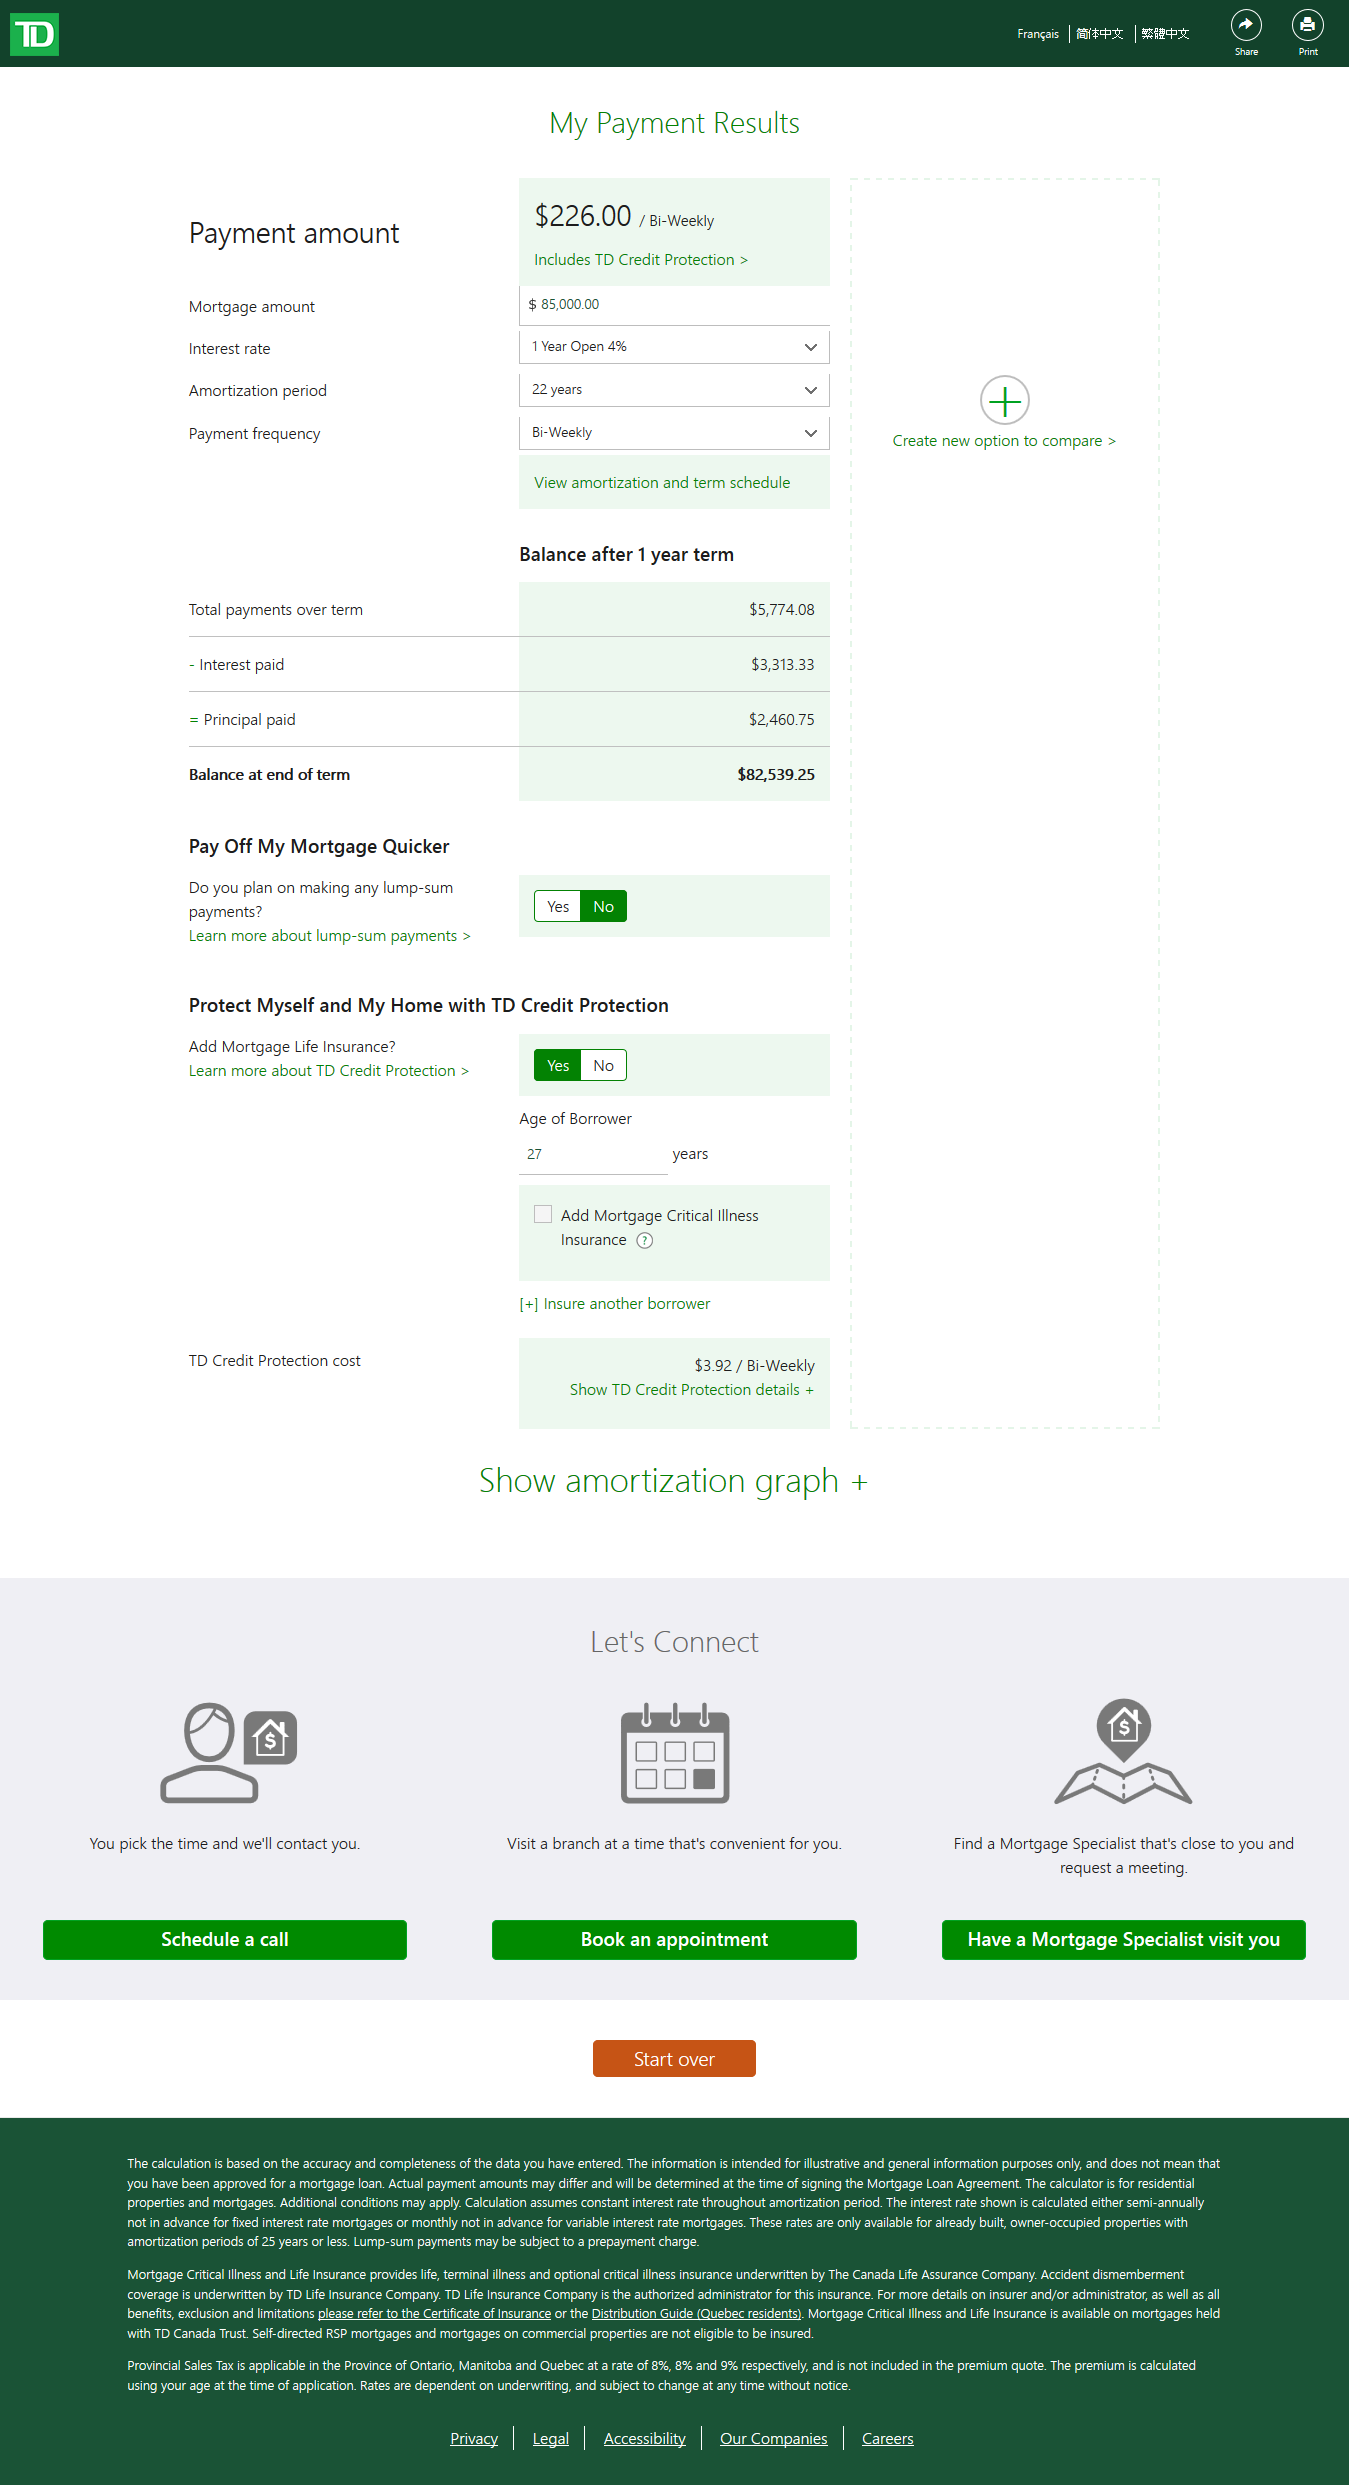 TD
Français
简体中文
繁體中文
Share
Print
My Payment Results
Payment amount
$226.00 / Bi-Weekly
Includes TD Credit Protection >
Mortgage amount
$ 85,000.00
Interest rate
1 Year Open 4%
Amortization period
22 years
Payment frequency
Bi-Weekly
View amortization and term schedule
Create new option to compare >
Balance after 1 year term
Total payments over term
$5,774.08
- Interest paid
$3,313.33
= Principal paid
$2,460.75
Balance at end of term
$82,539.25
Pay Off My Mortgage Quicker
Do you plan on making any lump-sum
payments?
Learn more about lump-sum payments >
Yes
No
Protect Myself and My Home with TD Credit Protection
Add Mortgage Life Insurance?
Learn more about TD Credit Protection >
Yes
No
Age of Borrower
27
years
Add Mortgage Critical Illness
Insurance ?
[+] Insure another borrower
TD Credit Protection cost
$3.92 / Bi-Weekly
Show TD Credit Protection details +
Show amortization graph +
Let's Connect
You pick the time and we'll contact you.
Schedule a call
Visit a branch at a time that's convenient for you.
Book an appointment
Find a Mortgage Specialist that's close to you and
request a meeting.
Have a Mortgage Specialist visit you
Start over
The calculation is based on the accuracy and completeness of the data you have entered. The information is intended for illustrative and general information purposes only, and does not mean that
you have been approved for a mortgage loan. Actual payment amounts may differ and will be determined at the time of signing the Mortgage Loan Agreement. The calculator is for residential
properties and mortgages. Additional conditions may apply. Calculation assumes constant interest rate throughout amortization period. The interest rate shown is calculated either semi-annually
not in advance for fixed interest rate mortgages or monthly not in advance for variable interest rate mortgages. These rates are only available for already built, owner-occupied properties with
amortization periods of 25 years or less. Lump-sum payments may be subject to a prepayment charge.
Mortgage Critical Illness and Life Insurance provides life, terminal illness and optional critical illness insurance underwritten by The Canada Life Assurance Company. Accident dismemberment
coverage is underwritten by TD Life Insurance Company. TD Life Insurance Company is the authorized administrator for this insurance. For more details on insurer and/or administrator, as well as all
benefits, exclusion and limitations please refer to the Certificate of Insurance or the Distribution Guide (Quebec residents). Mortgage Critical Illness and Life Insurance is available on mortgages held
with TD Canada Trust. Self-directed RSP mortgages and mortgages on commercial properties are not eligible to be insured.
Provincial Sales Tax is applicable in the Province of Ontario, Manitoba and Quebec at a rate of 8%, 8% and 9% respectively, and is not included in the premium quote. The premium is calculated
using your age at the time of application. Rates are dependent on underwriting, and subject to change at any time without notice.
Privacy
Legal
Accessibility
Our Companies
Careers